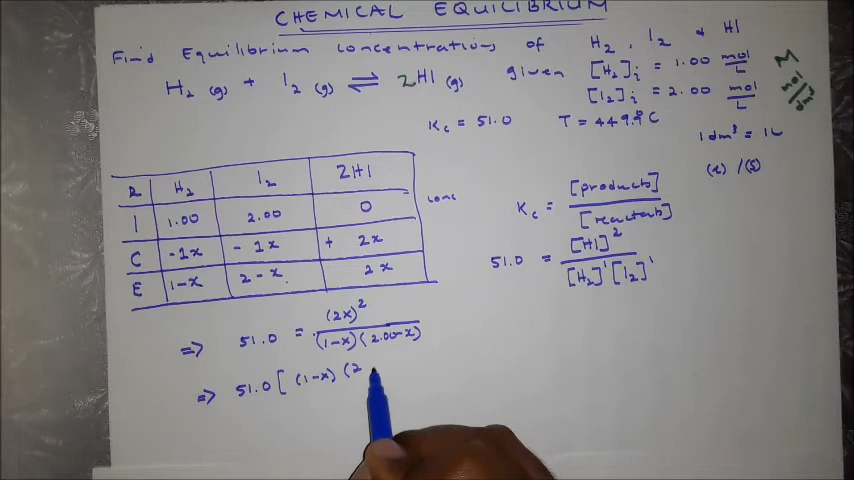 CHEMICAL EQUILIBRIUM
Find Equilibrium concentrations of H₂, I₂ & HI
H₂ (g) + I₂ (g) ⇌ 2HI (g) given [H₂]ᵢ = 1.00 mol/L
[I₂]ᵢ = 2.00 mol/L
M
Kc = 51.0 T = 449.9°C
1 dm³ = 1L
R H₂ I₂ 2HI
I 1.00 2.00 0 conc
C -1x - 1x + 2x
E 1-x 2-x 2x
Kc = [products] / [reactants]
51.0 = [HI]² / [H₂]¹[I₂]¹
⇒ 51.0 = (2x)² / (1-x)(2.00-x)
⇒ 51.0 [ (1-x) (2